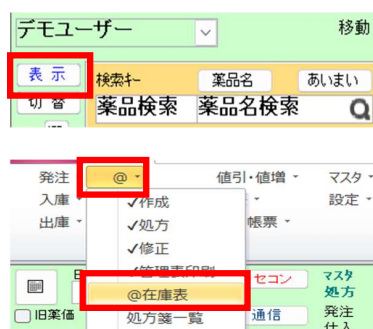 デモユーザー 移動
表示 検索ｷｰ 薬品名 あいまい
切替 薬品検索 薬品名検索
発注 @ 値引・値増 マスタ
入庫 ✓作成 設定
出庫 ✓処方 帳票
✓修正
✓管理表印刷 セコン マスタ
@在庫表 処方
旧薬価 処方箋一覧 通信 発注
仕入